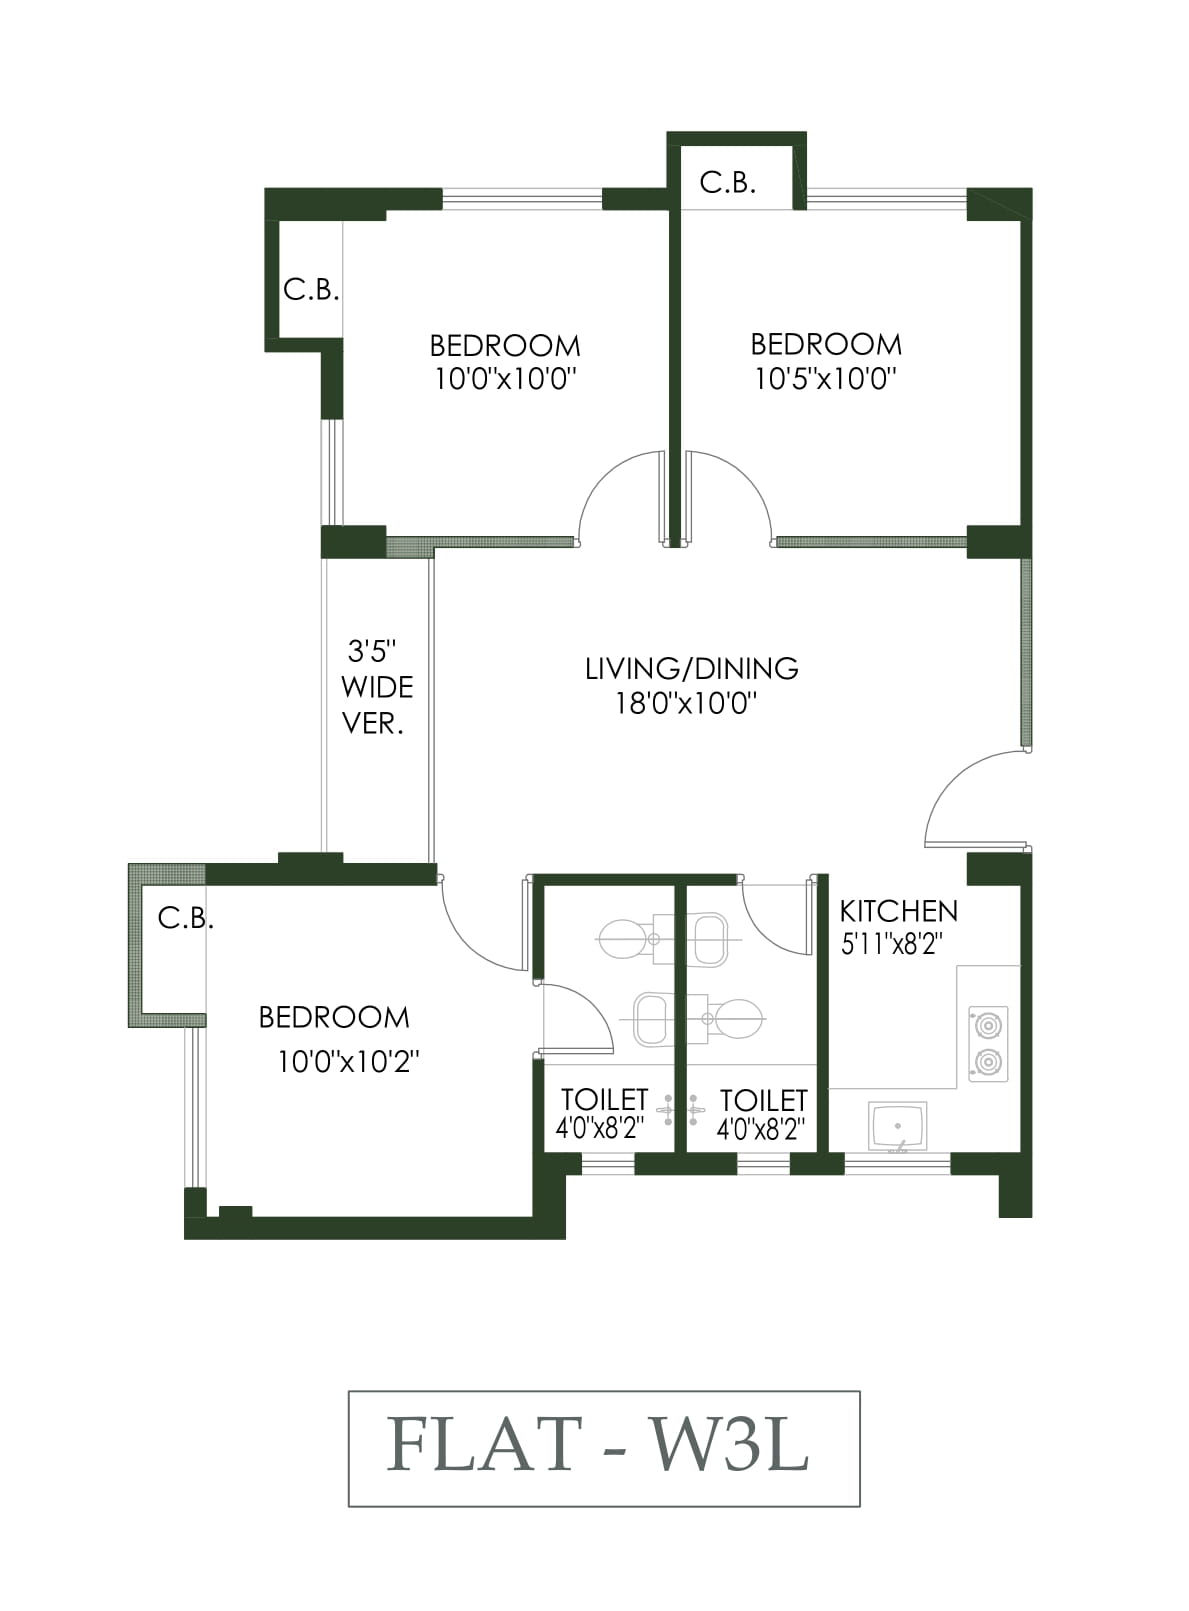 C.B.
C.B.
BEDROOM
10'0"x10'0"
BEDROOM
10'5"x10'0"
3'5"
WIDE
VER.
LIVING/DINING
18'0"x10'0"
C.B.
KITCHEN
5'11"x8'2"
BEDROOM
10'0"x10'2"
TOILET
4'0"x8'2"
TOILET
4'0"x8'2"
FLAT - W3L